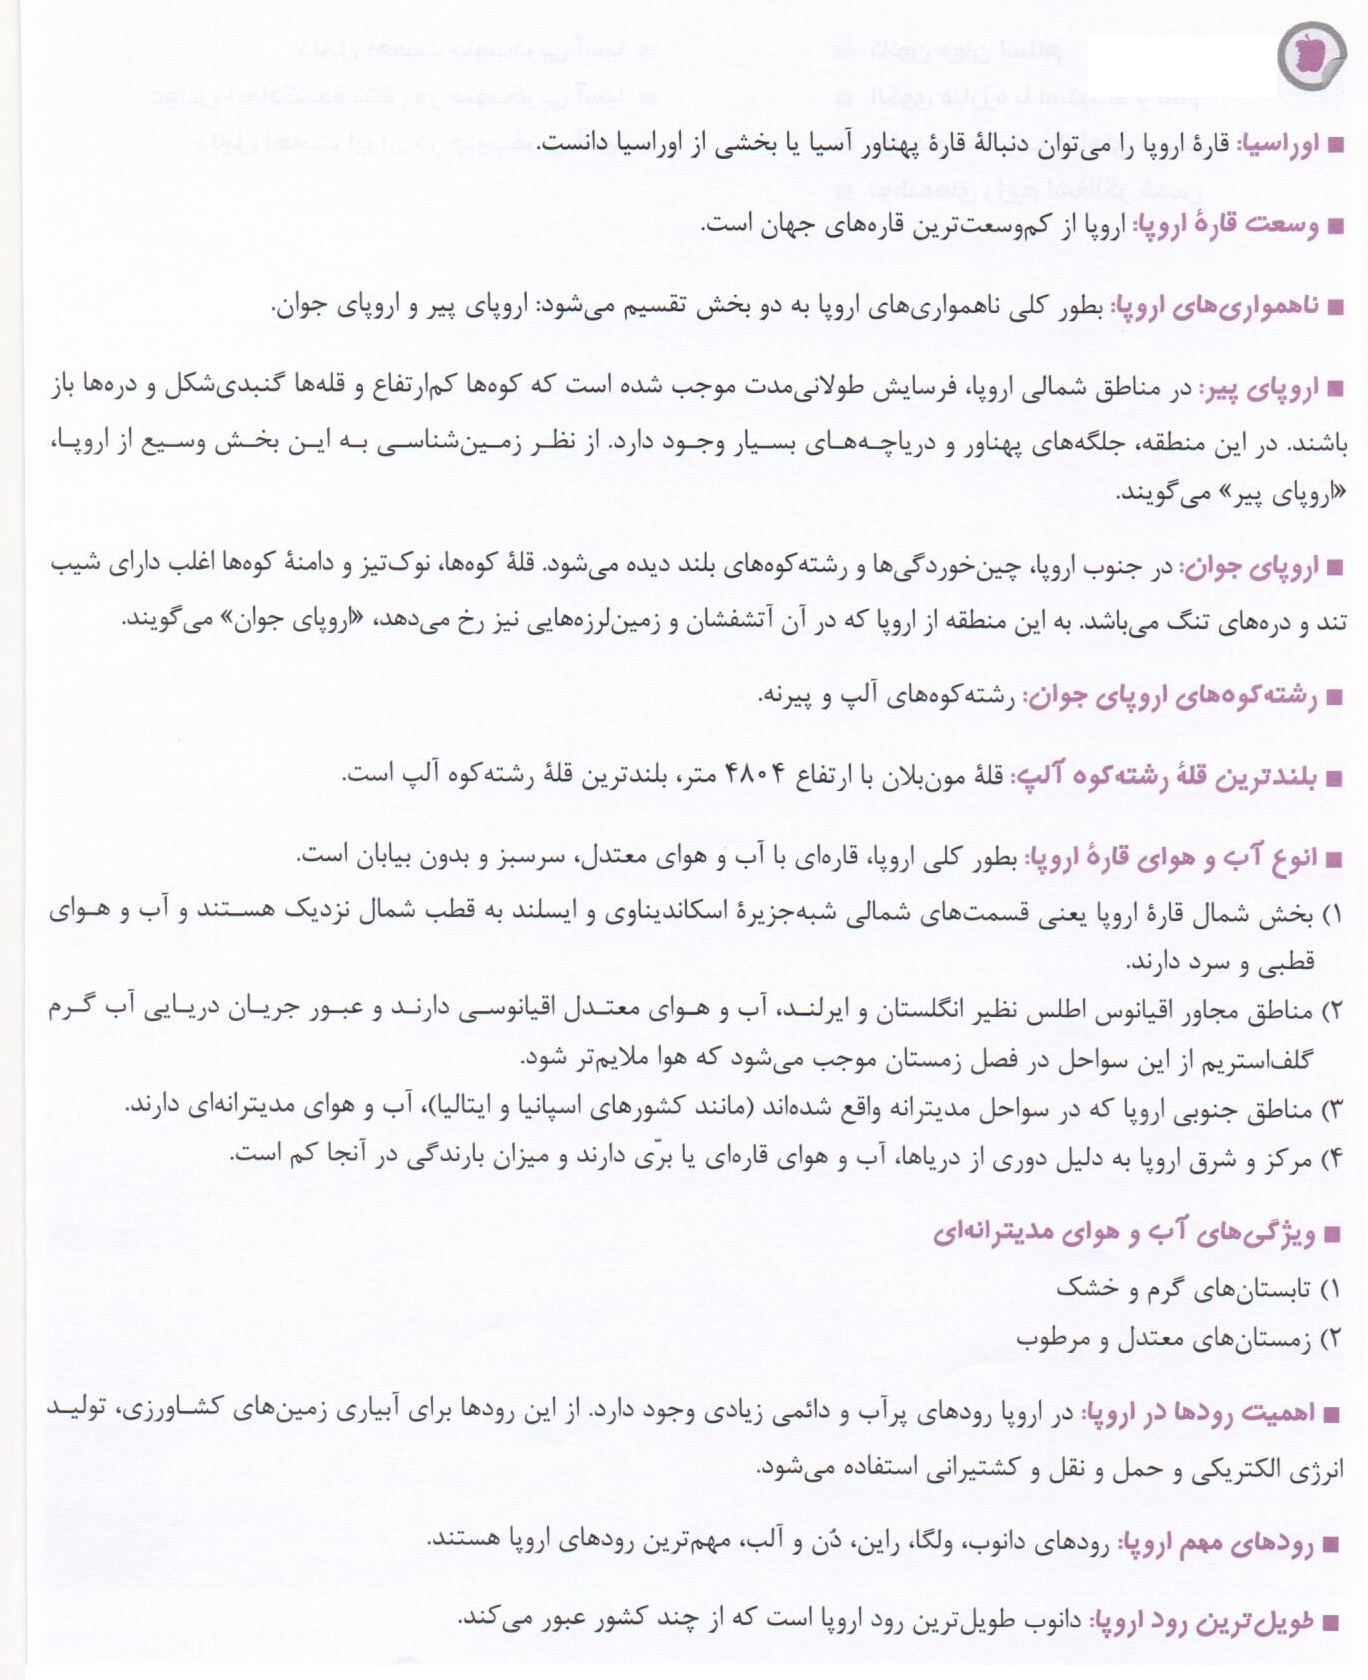 ■ اوراسیا: قارهٔ اروپا را می‌توان دنبالهٔ قارهٔ پهناور آسیا یا بخشی از اوراسیا دانست.
■ وسعت قارهٔ اروپا: اروپا از کم‌وسعت‌ترین قاره‌های جهان است.
■ ناهمواری‌های اروپا: بطور کلی ناهمواری‌های اروپا به دو بخش تقسیم می‌شود: اروپای پیر و اروپای جوان.
■ اروپای پیر: در مناطق شمالی اروپا، فرسایش طولانی‌مدت موجب شده است که کوه‌ها کم‌ارتفاع و قله‌ها گنبدی‌شکل و دره‌ها باز
باشند. در این منطقه، جلگه‌های پهناور و دریاچه‌های بسیار وجود دارد. از نظر زمین‌شناسی به این بخش وسیع از اروپا،
«اروپای پیر» می‌گویند.
■ اروپای جوان: در جنوب اروپا، چین‌خوردگی‌ها و رشته‌کوه‌های بلند دیده می‌شود. قلهٔ کوه‌ها، نوک‌تیز و دامنهٔ کوه‌ها اغلب دارای شیب
تند و دره‌های تنگ می‌باشد. به این منطقه از اروپا که در آن آتشفشان و زمین‌لرزه‌هایی نیز رخ می‌دهد، «اروپای جوان» می‌گویند.
■ رشته‌کوه‌های اروپای جوان: رشته‌کوه‌های آلپ و پیرنه.
■ بلندترین قلهٔ رشته‌کوه آلپ: قلهٔ مون‌بلان با ارتفاع ۴۸۰۴ متر، بلندترین قلهٔ رشته‌کوه آلپ است.
■ انوع آب و هوای قارهٔ اروپا: بطور کلی اروپا، قاره‌ای با آب و هوای معتدل، سرسبز و بدون بیابان است.
۱) بخش شمال قارهٔ اروپا یعنی قسمت‌های شمالی شبه‌جزیرهٔ اسکاندیناوی و ایسلند به قطب شمال نزدیک هستند و آب و هوای
قطبی و سرد دارند.
۲) مناطق مجاور اقیانوس اطلس نظیر انگلستان و ایرلند، آب و هوای معتدل اقیانوسی دارند و عبور جریان دریایی آب گرم
گلف‌استریم از این سواحل در فصل زمستان موجب می‌شود که هوا ملایم‌تر شود.
۳) مناطق جنوبی اروپا که در سواحل مدیترانه واقع شده‌اند (مانند کشورهای اسپانیا و ایتالیا)، آب و هوای مدیترانه‌ای دارند.
۴) مرکز و شرق اروپا به دلیل دوری از دریاها، آب و هوای قاره‌ای یا برّی دارند و میزان بارندگی در آنجا کم است.
■ ویژگی‌های آب و هوای مدیترانه‌ای
۱) تابستان‌های گرم و خشک
۲) زمستان‌های معتدل و مرطوب
■ اهمیت رودها در اروپا: در اروپا رودهای پرآب و دائمی زیادی وجود دارد. از این رودها برای آبیاری زمین‌های کشاورزی، تولید
انرژی الکتریکی و حمل و نقل و کشتیرانی استفاده می‌شود.
■ رودهای مهم اروپا: رودهای دانوب، ولگا، راین، دُن و آلب، مهم‌ترین رودهای اروپا هستند.
■ طویل‌ترین رود اروپا: دانوب طویل‌ترین رود اروپا است که از چند کشور عبور می‌کند.